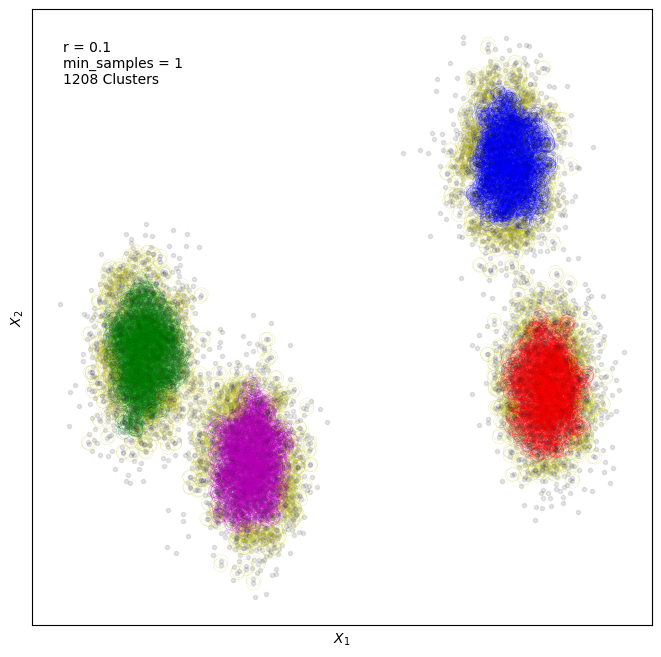 r = 0.1
min_samples = 1
1208 Clusters
X₂
X₁